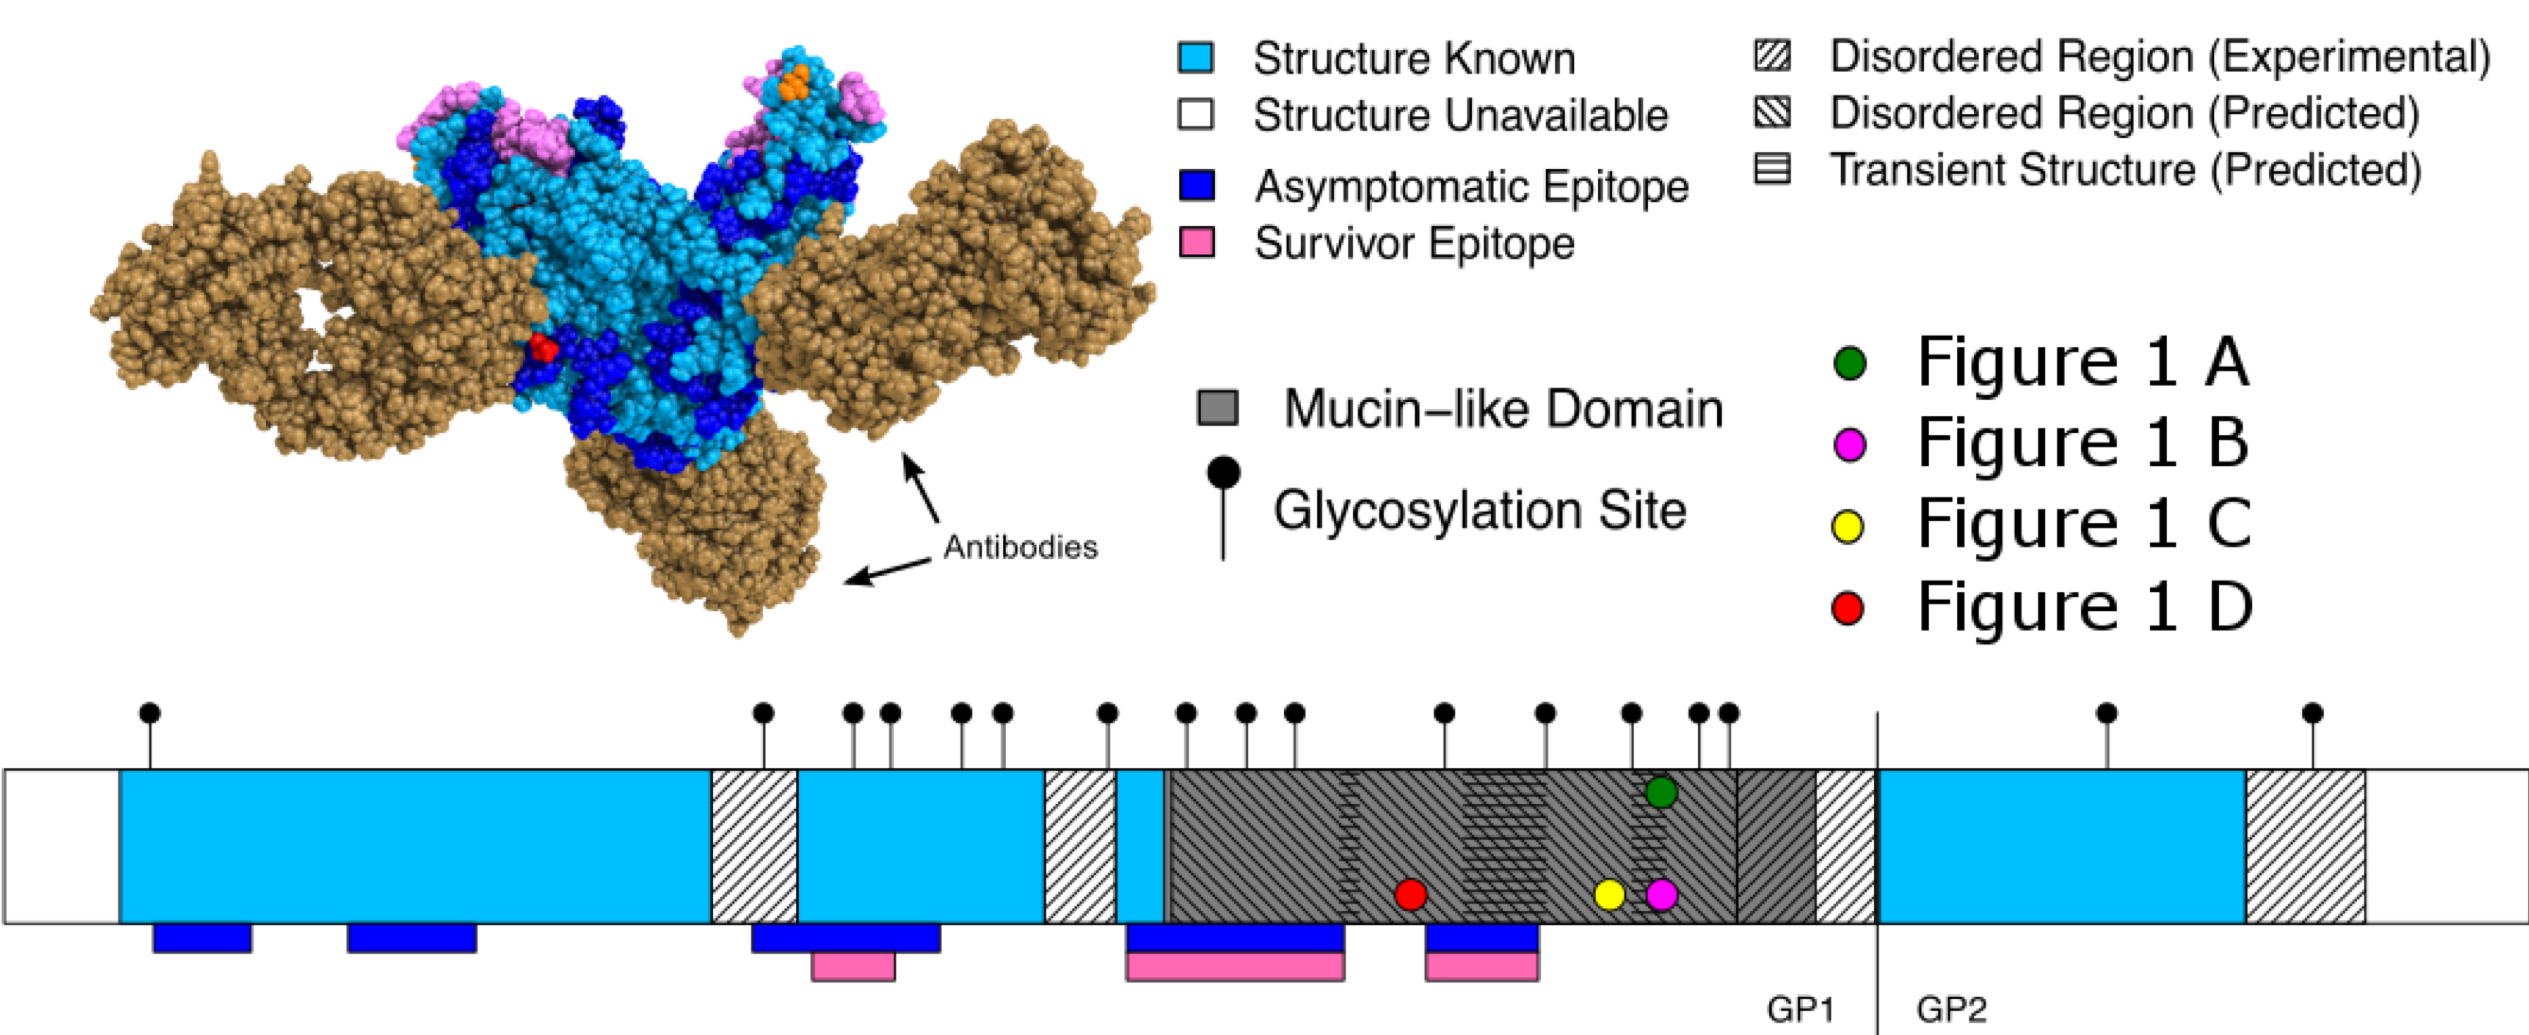 Structure Known
Structure Unavailable
Asymptomatic Epitope
Survivor Epitope
Disordered Region (Experimental)
Disordered Region (Predicted)
Transient Structure (Predicted)
Mucin–like Domain
Glycosylation Site
Figure 1 A
Figure 1 B
Figure 1 C
Figure 1 D
Antibodies
GP1
GP2